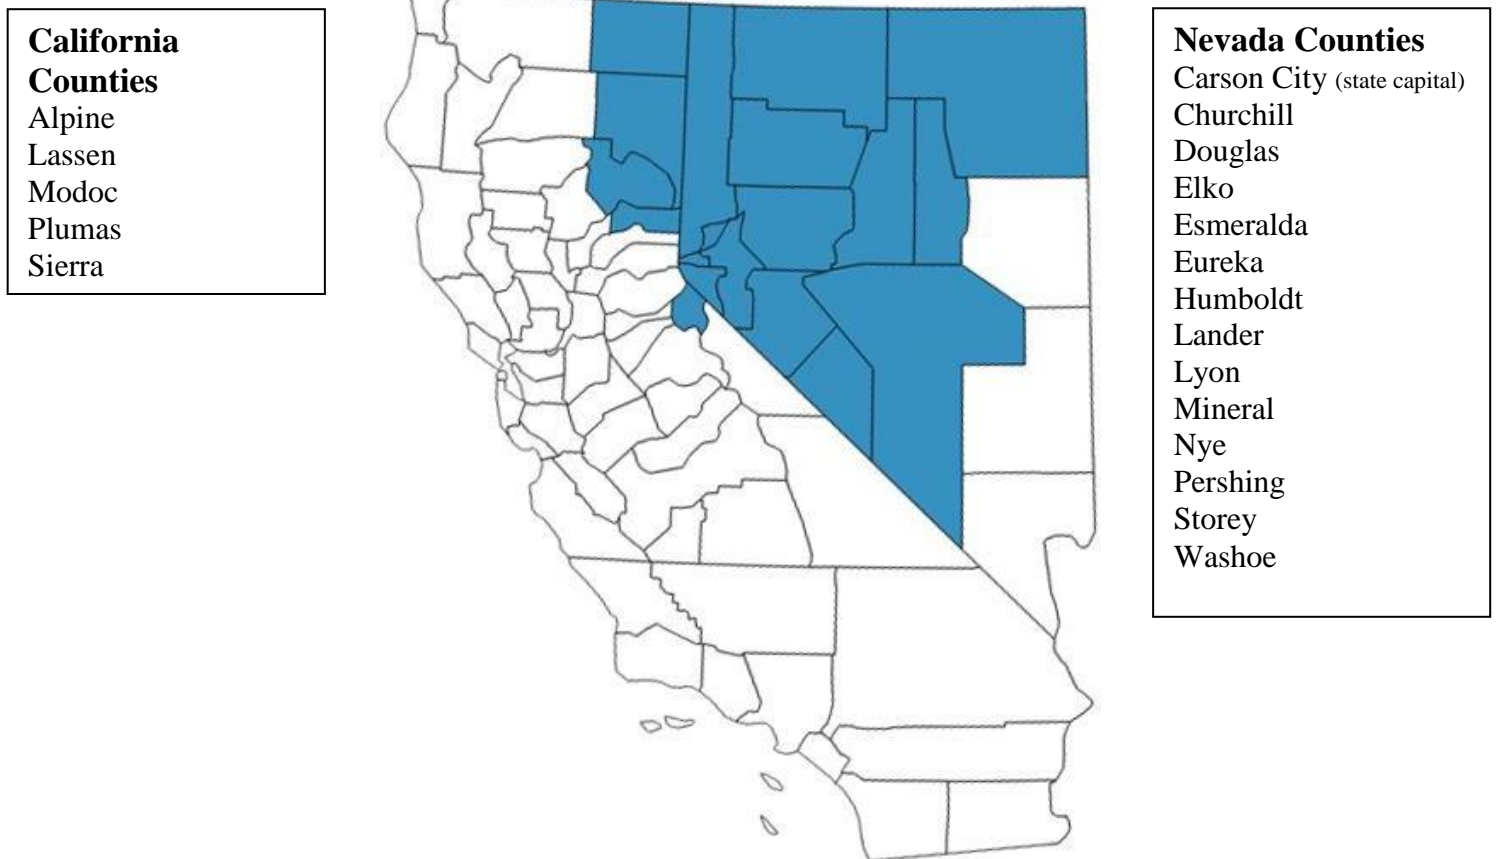 California
Counties
Alpine
Lassen
Modoc
Plumas
Sierra
Nevada Counties
Carson City (state capital)
Churchill
Douglas
Elko
Esmeralda
Eureka
Humboldt
Lander
Lyon
Mineral
Nye
Pershing
Storey
Washoe